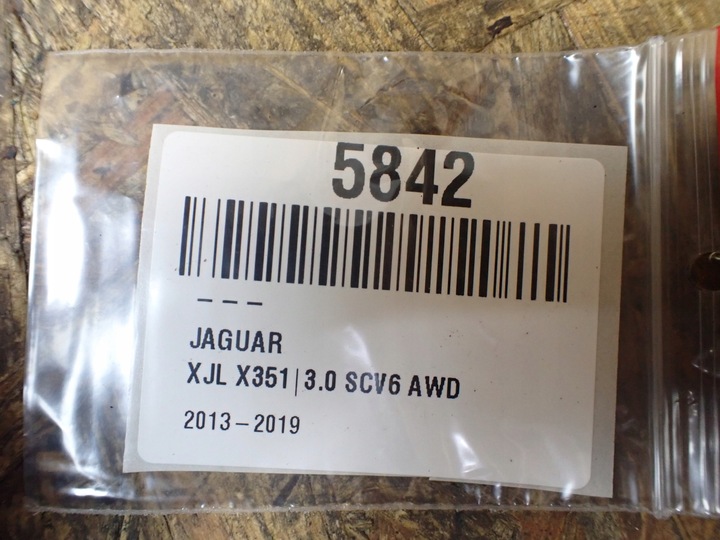 5842
---
JAGUAR
XJL X351|3.0 SCV6 AWD
2013-2019